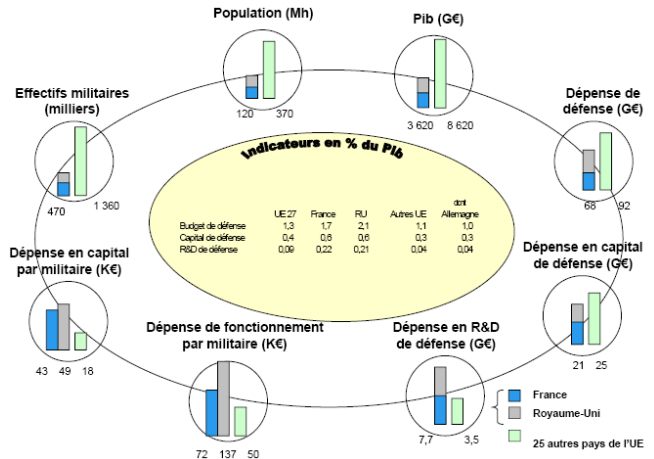 Population (Mh)
120 370
Pib (G€)
3 620 8 620
Effectifs militaires
(milliers)
470 1 360
Dépense de
défense (G€)
68 92
Indicateurs en % du Pib
UE 27 France RU Autres UE dont
Allemagne
Budget de défense 1,3 1,7 2,1 1,1 1,0
Capital de défense 0,4 0,6 0,6 0,3 0,3
R&D de défense 0,09 0,22 0,21 0,04 0,04
Dépense en capital
par militaire (K€)
43 49 18
Dépense en capital
de défense (G€)
21 25
Dépense de fonctionnement
par militaire (K€)
72 137 50
Dépense en R&D
de défense (G€)
7,7 3,5
France
Royaume-Uni
25 autres pays de l'UE